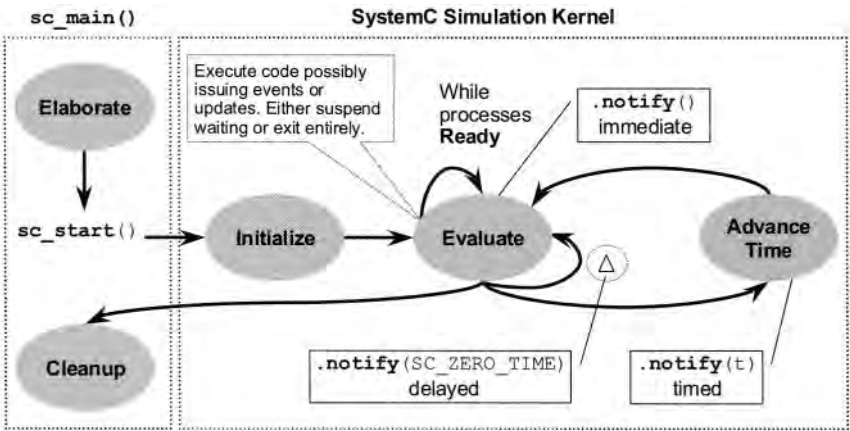 sc_main()
SystemC Simulation Kernel
Elaborate
sc_start()
Cleanup
Execute code possibly
issuing events or
updates. Either suspend
waiting or exit entirely.
While
processes
Ready
.notify()
immediate
Initialize
Evaluate
Δ
Advance
Time
.notify(SC_ZERO_TIME)
delayed
.notify(t)
timed